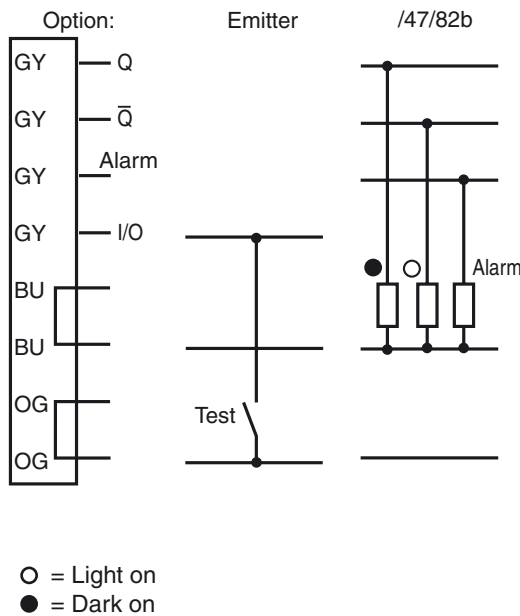 Option: Emitter /47/82b
GY Q
GY Q̅
GY Alarm
GY I/O
BU
BU
OG
OG
Test
Alarm
= Light on
= Dark on